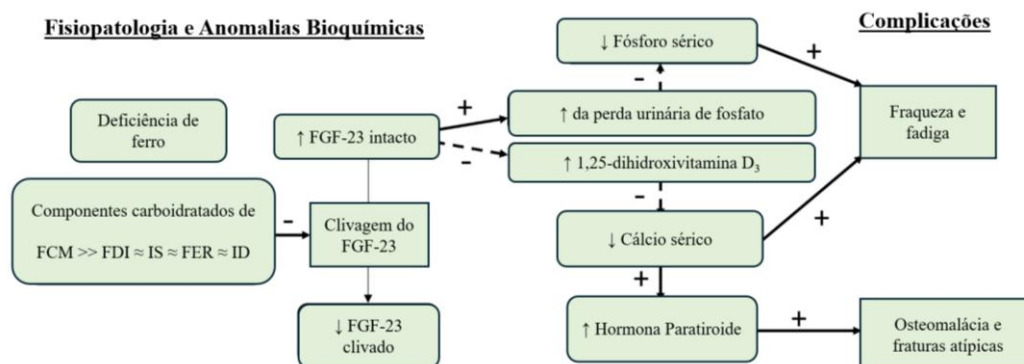 Fisiopatologia e Anomalias Bioquímicas
Complicações
↓ Fósforo sérico
+
-
Deficiência de
ferro
↑ FGF-23 intacto
+
-
↑ da perda urinária de fosfato
↑ 1,25-dihidroxivitamina D₃
Fraqueza e
fadiga
Componentes carboidratados de
FCM >> FDI ≈ IS ≈ FER ≈ ID
-
Clivagem do
FGF-23
-
↓ Cálcio sérico
+
+
↓ FGF-23
clivado
↑ Hormona Paratiroide
+
Osteomalácia e
fraturas atípicas